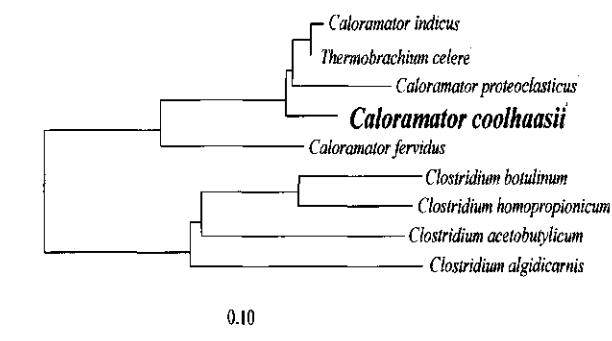 Caloramator indicus
Thermobrachium celere
Caloramator proteoclasticus
Caloramator coolhaasii
Caloramator fervidus
Clostridium botulinum
Clostridium homopropionicum
Clostridium acetobutylicum
Clostridium algidicarnis
0.10